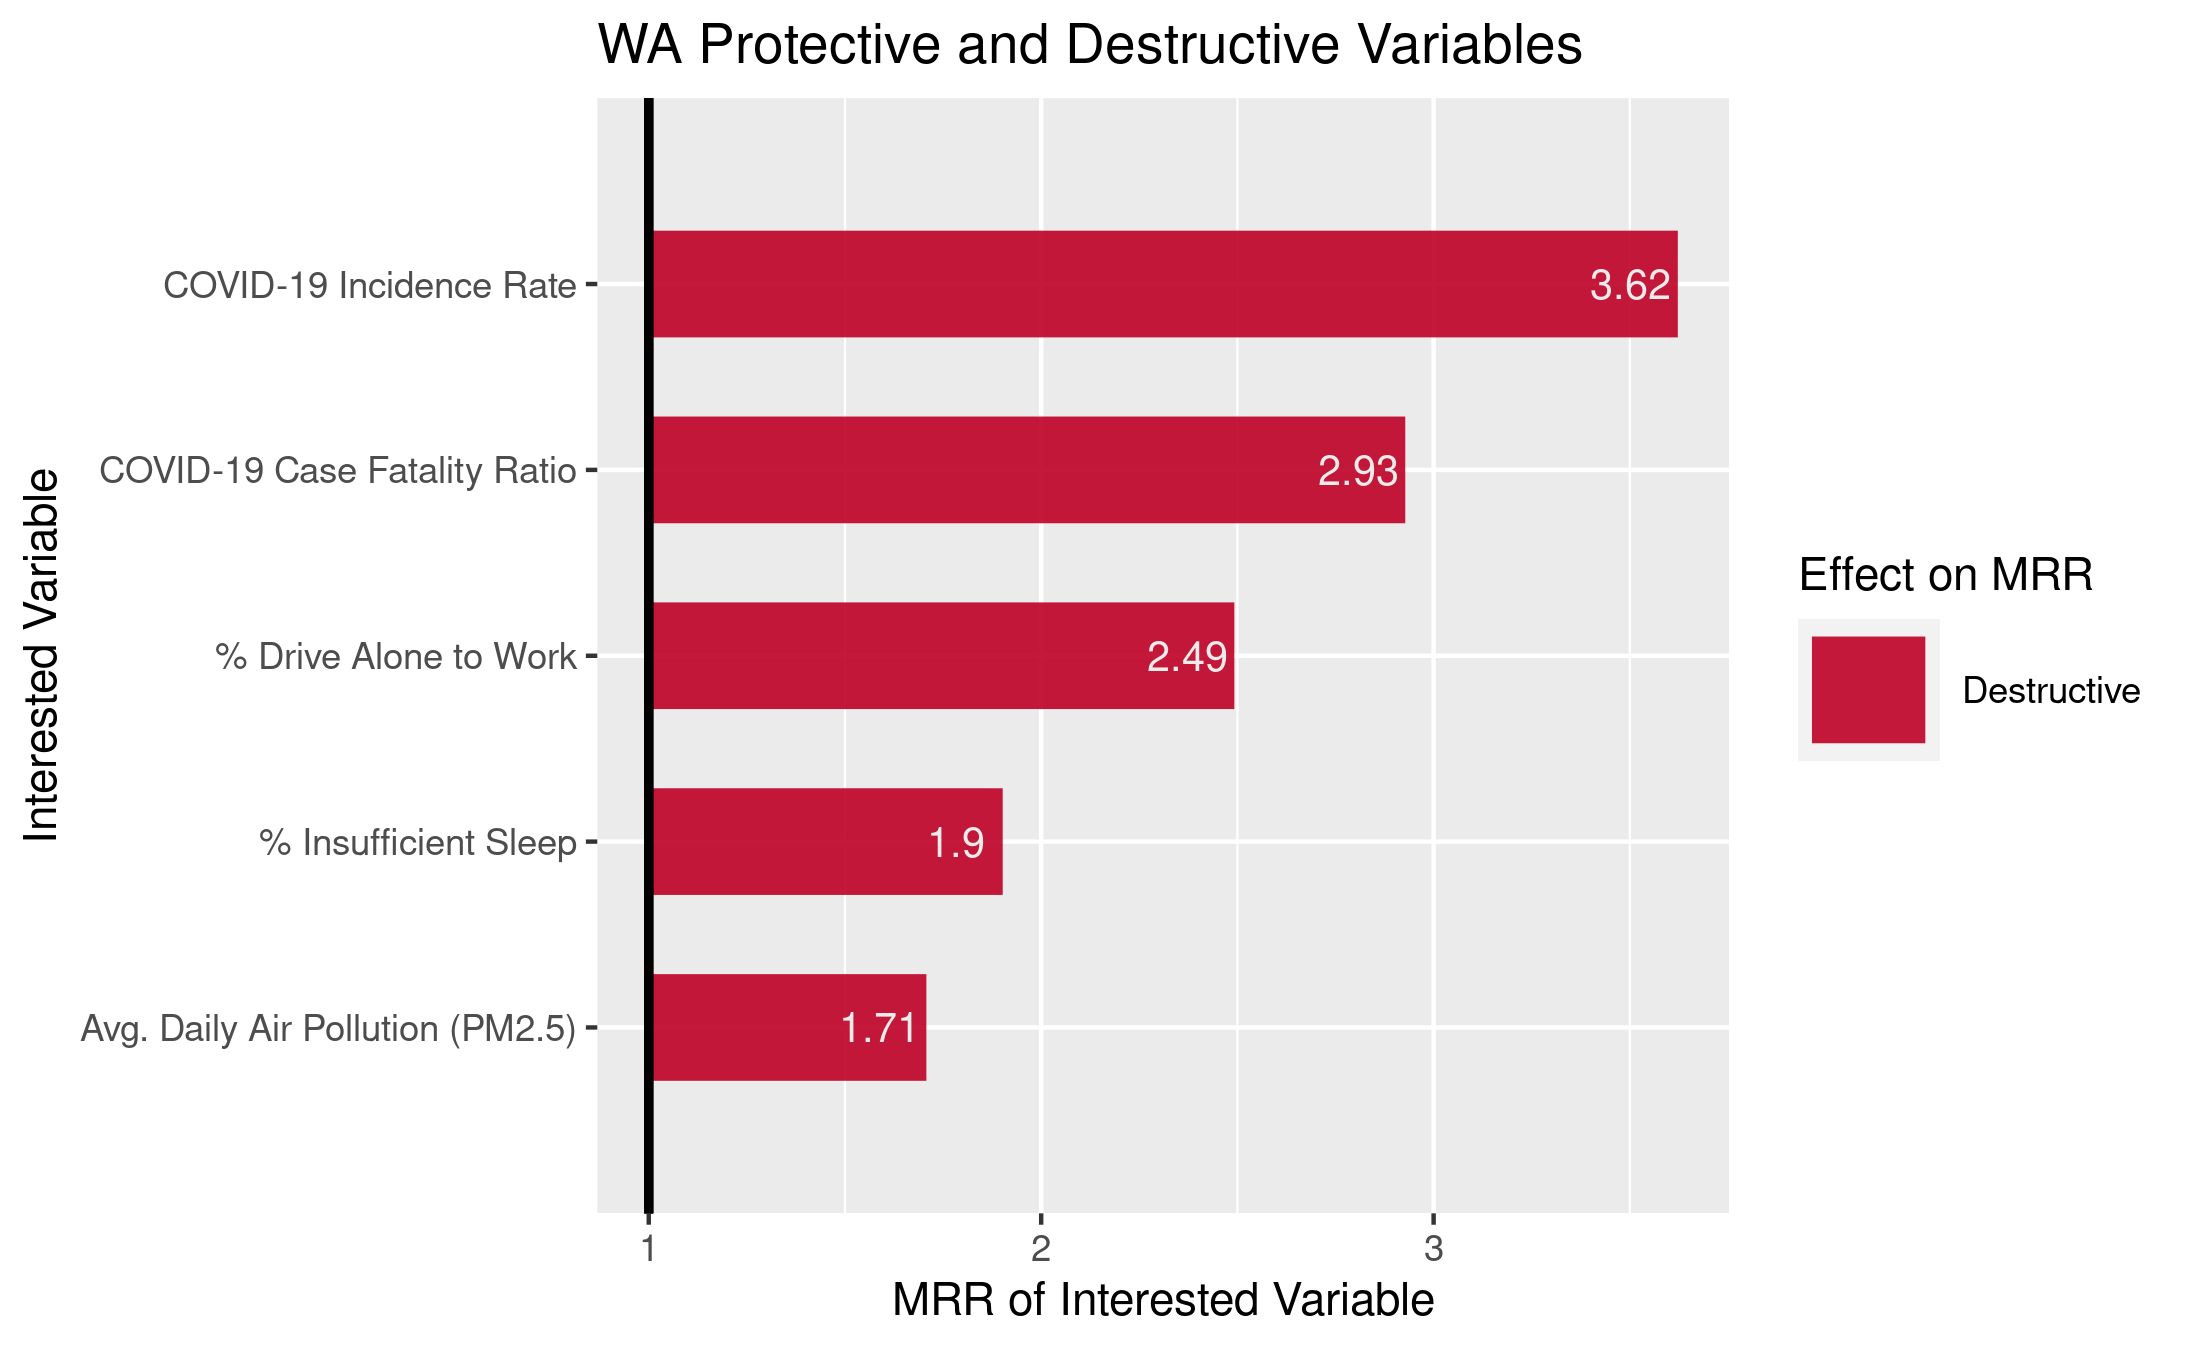 WA Protective and Destructive Variables
Interested Variable
COVID-19 Incidence Rate
3.62
COVID-19 Case Fatality Ratio
2.93
% Drive Alone to Work
2.49
% Insufficient Sleep
1.9
Avg. Daily Air Pollution (PM2.5)
1.71
1
2
3
MRR of Interested Variable
Effect on MRR
Destructive